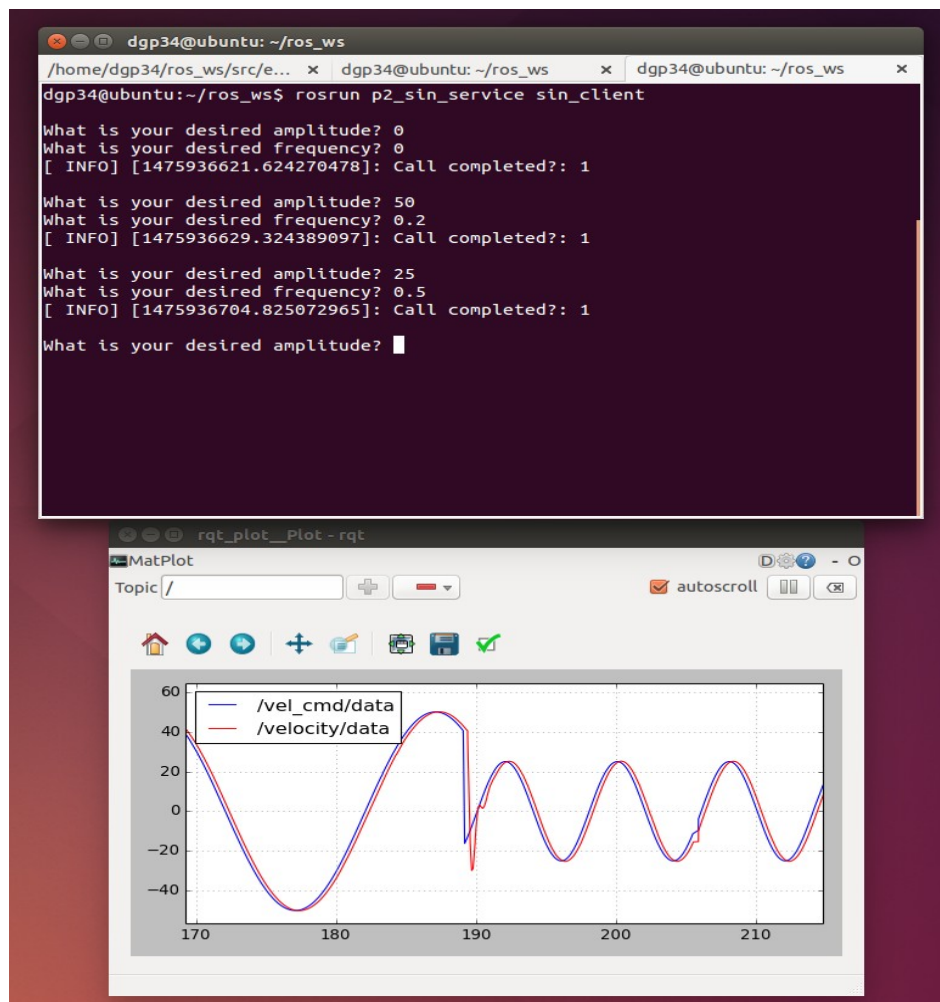 dgp34@ubuntu: ~/ros_ws
/home/dgp34/ros_ws/src/e... × dgp34@ubuntu: ~/ros_ws × dgp34@ubuntu: ~/ros_ws ×
dgp34@ubuntu:~/ros_ws$ rosrun p2_sin_service sin_client
What is your desired amplitude? 0
What is your desired frequency? 0
[ INFO] [1475936621.624270478]: Call completed?: 1
What is your desired amplitude? 50
What is your desired frequency? 0.2
[ INFO] [1475936629.324389097]: Call completed?: 1
What is your desired amplitude? 25
What is your desired frequency? 0.5
[ INFO] [1475936704.825072965]: Call completed?: 1
What is your desired amplitude?
rqt_plot__Plot - rqt
MatPlot D ? - O
Topic / autoscroll
60
/vel_cmd/data
/velocity/data
40
20
0
−20
−40
170 180 190 200 210